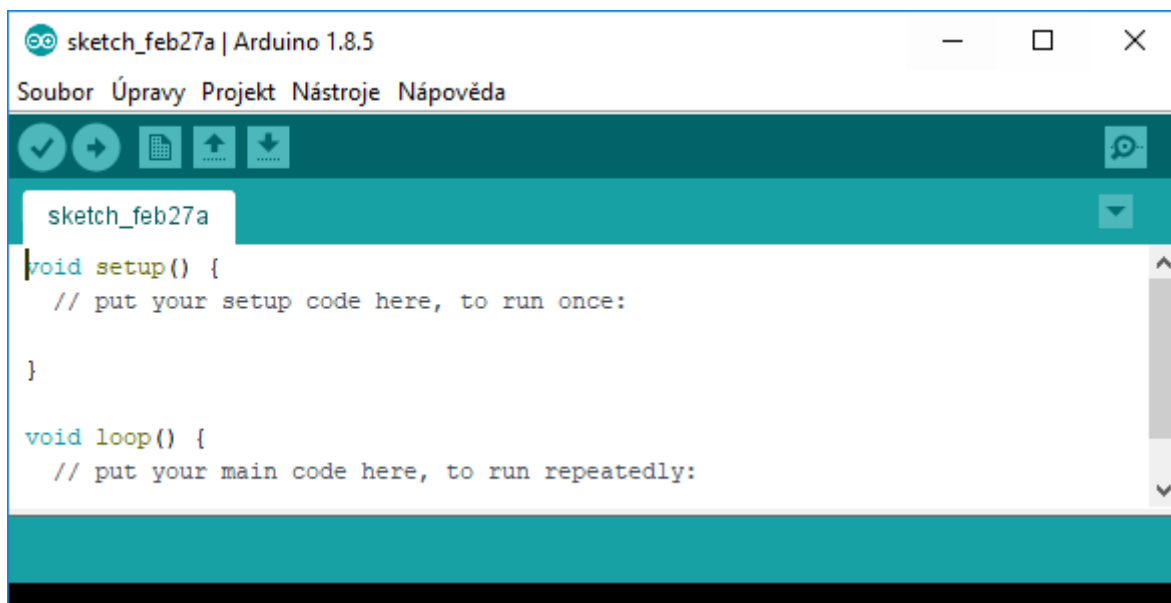 sketch_feb27a | Arduino 1.8.5
Soubor Úpravy Projekt Nástroje Nápověda
sketch_feb27a
void setup() {
  // put your setup code here, to run once:
}
void loop() {
  // put your main code here, to run repeatedly: